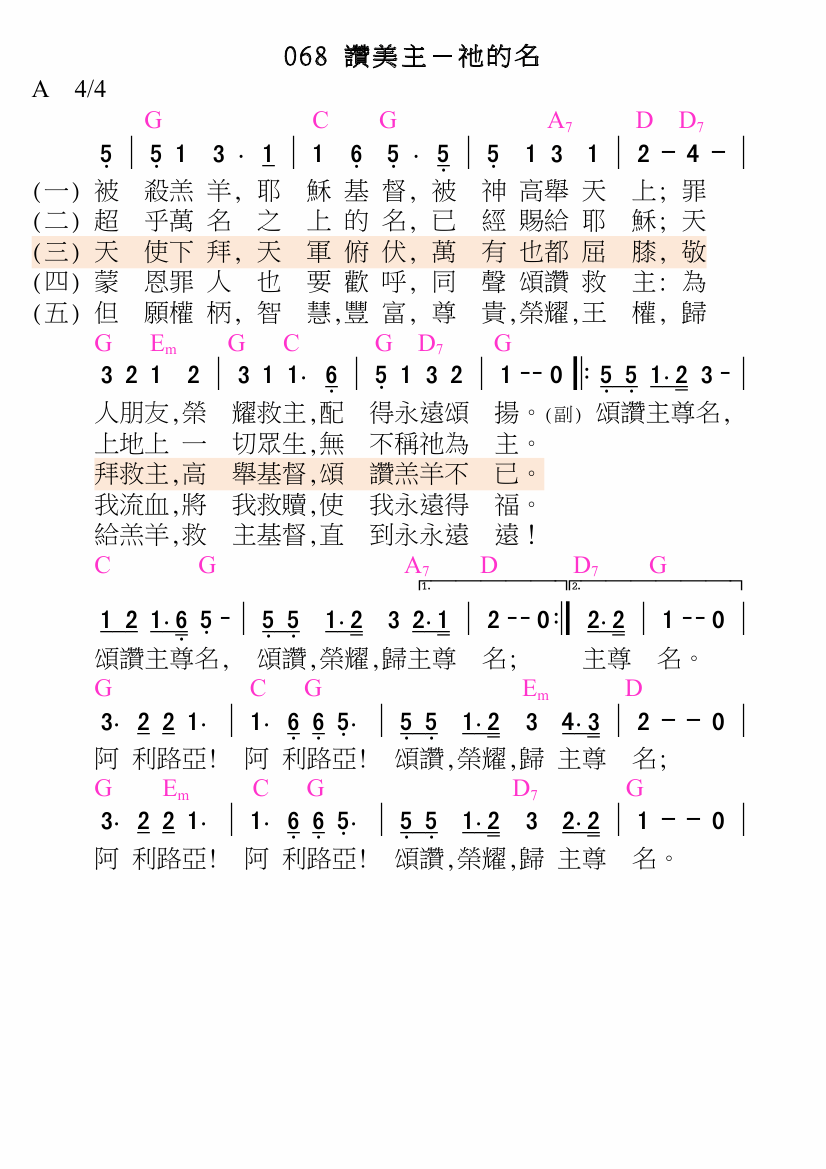 068 讚美主－祂的名
A 4/4
G C G A7 D D7
5 | 5 1 3 · 1 | 1 6 5 · 5 | 5 1 3 1 | 2 － 4 － |
(一) 被 殺羔 羊, 耶 穌 基 督, 被 神 高舉 天 上; 罪
(二) 超 乎萬 名 之 上 的 名, 已 經 賜給 耶 穌; 天
(三) 天 使下 拜, 天 軍 俯 伏, 萬 有 也都 屈 膝, 敬
(四) 蒙 恩罪 人 也 要 歡 呼, 同 聲 頌讚 救 主: 為
(五) 但 願權 柄, 智 慧,豐 富, 尊 貴,榮耀,王 權, 歸
G Em G C G D7 G
3 2 1 2 | 3 1 1· 6 | 5 1 3 2 | 1 -- 0 ‖: 5 5 1·2 3 - |
人朋友,榮 耀救主,配 得永遠頌 揚。(副) 頌讚主尊名,
上地上 一 切眾生,無 不稱祂為 主。
拜救主,高 舉基督,頌 讚羔羊不 已。
我流血,將 我救贖,使 我永遠得 福。
給羔羊,救 主基督,直 到永永遠 遠!
C G A7 D D7 G
1. 2.
1 2 1·6 5 - | 5 5 1·2 3 2·1 | 2 -- 0 :‖ 2·2 | 1 -- 0 |
頌讚主尊名, 頌讚,榮耀,歸主尊 名; 主尊 名。
G C G Em D
3· 2 2 1· | 1· 6 6 5· | 5 5 1·2 3 4·3 | 2 － － 0 |
阿 利路亞! 阿 利路亞! 頌讚,榮耀,歸 主尊 名;
G Em C G D7 G
3· 2 2 1· | 1· 6 6 5· | 5 5 1·2 3 2·2 | 1 － － 0 |
阿 利路亞! 阿 利路亞! 頌讚,榮耀,歸 主尊 名。